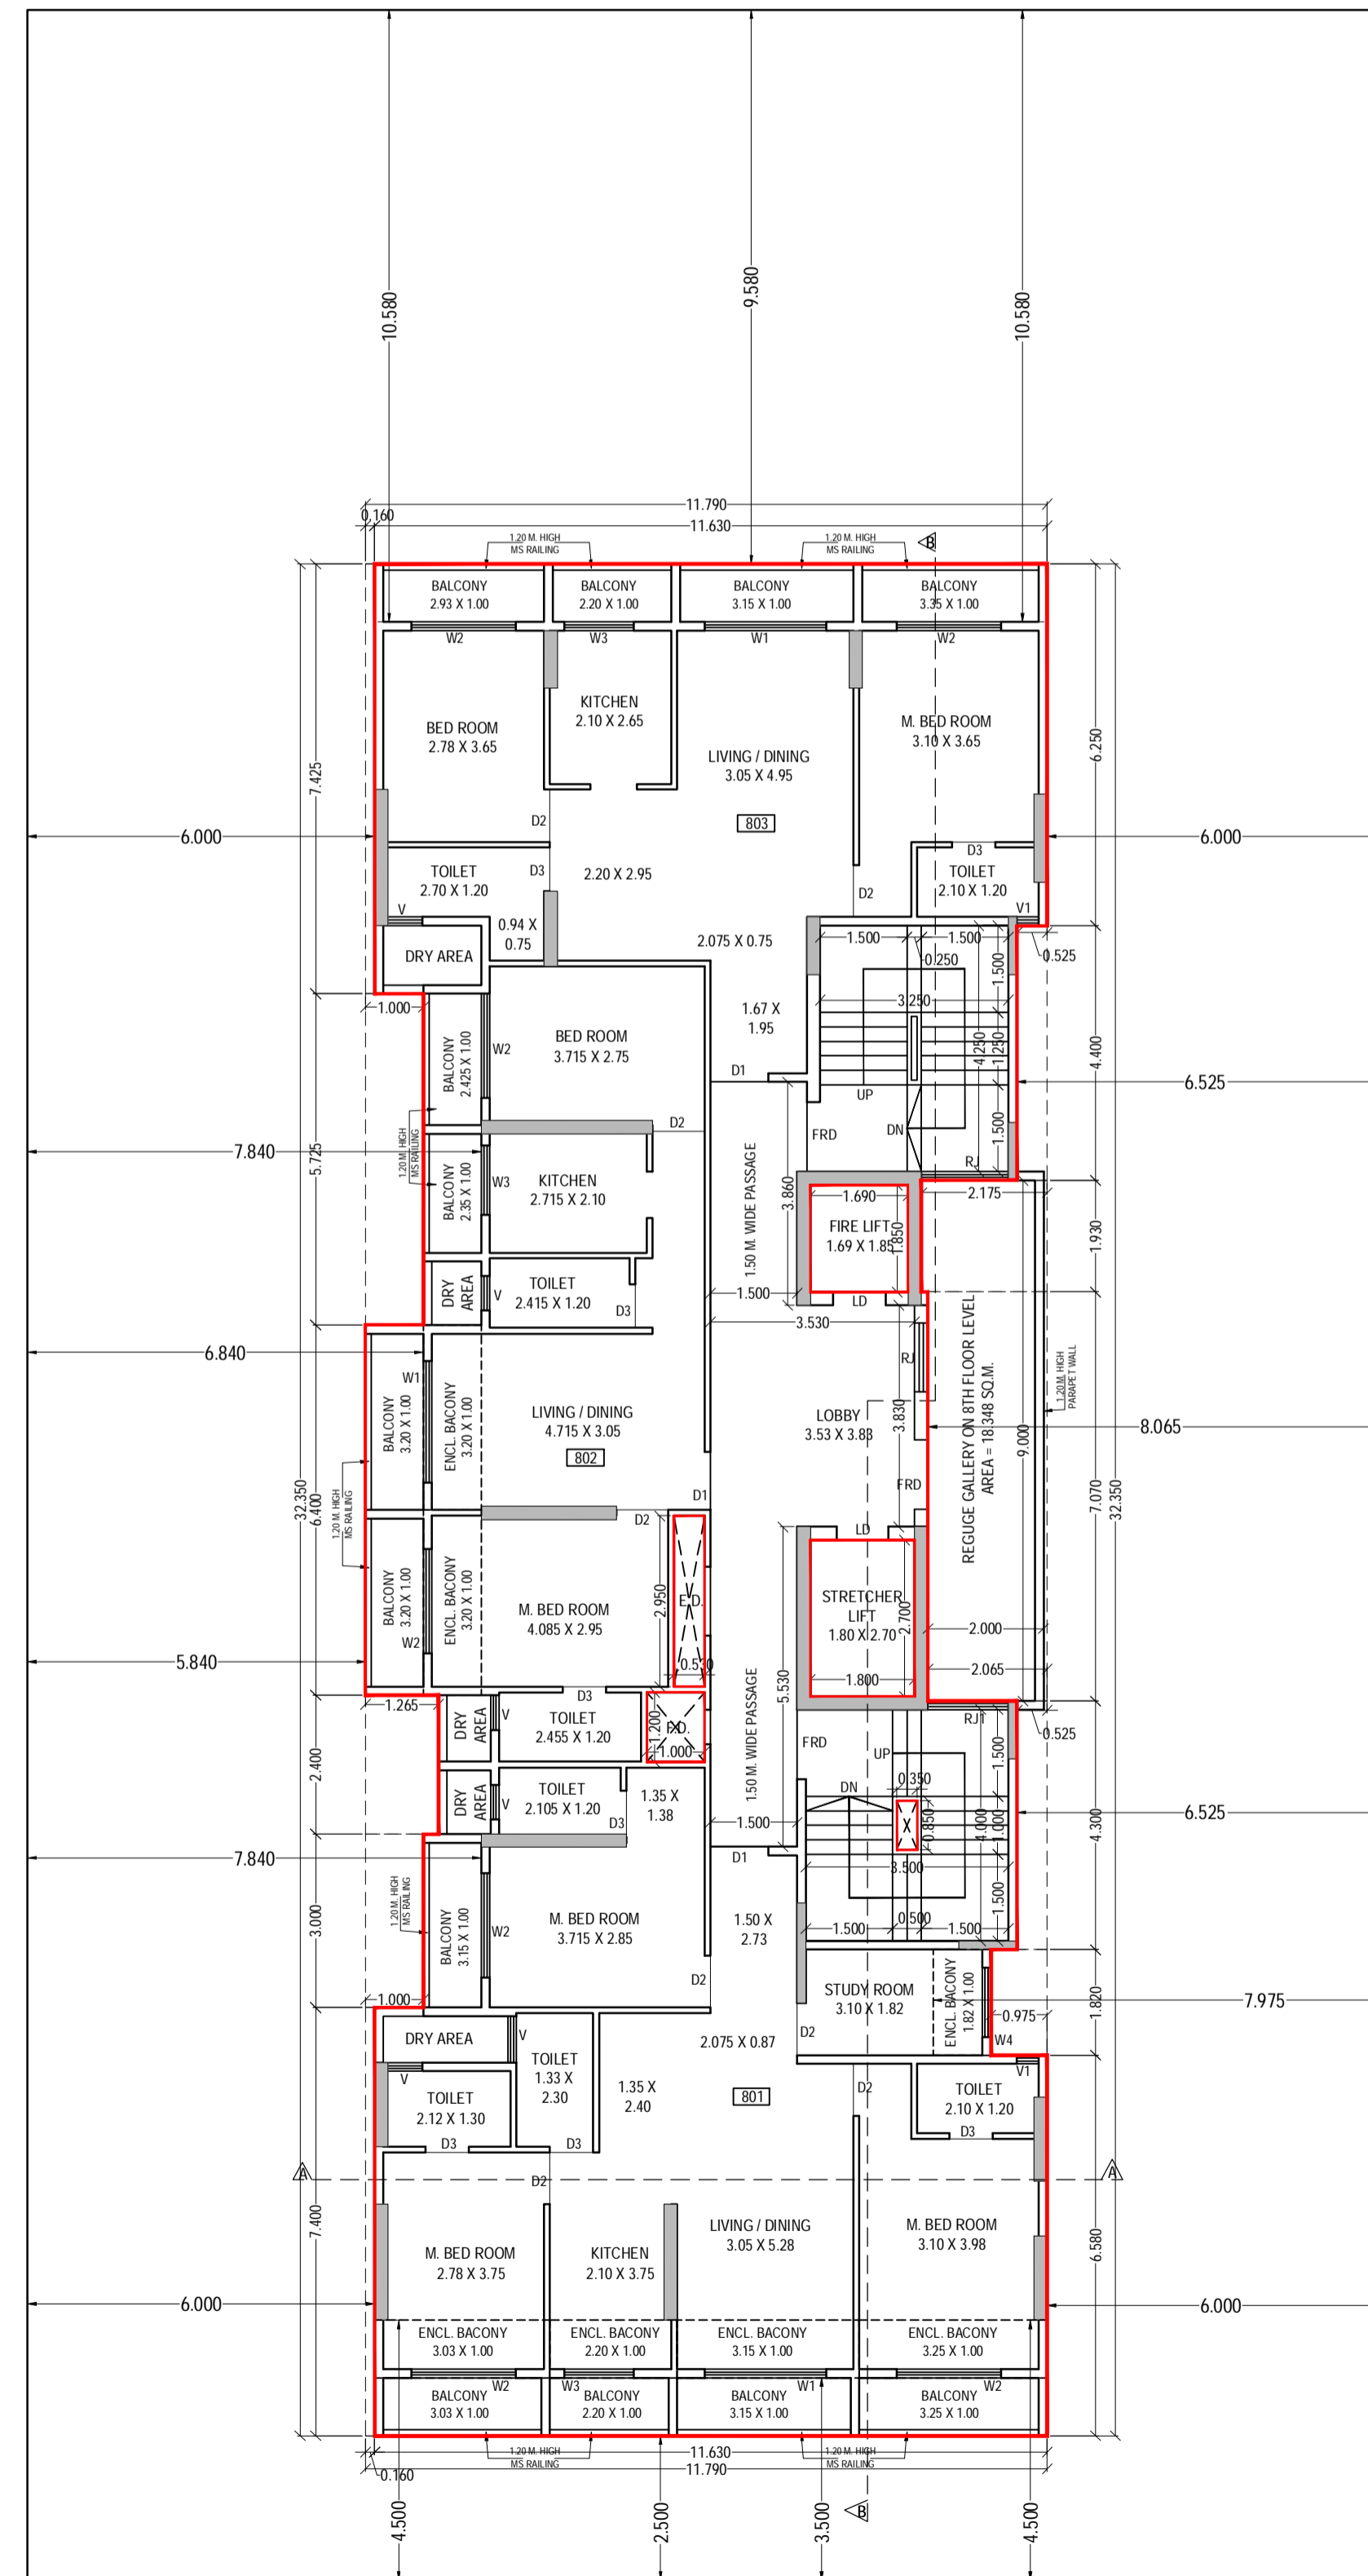 10.580
9.580
10.580
11.790
0.160
11.630
1.20 M. HIGH
MS RAILING
1.20 M. HIGH
MS RAILING
B
BALCONY
2.93 X 1.00
BALCONY
2.20 X 1.00
BALCONY
3.15 X 1.00
BALCONY
3.35 X 1.00
W2
W3
W1
W2
KITCHEN
2.10 X 2.65
BED ROOM
2.78 X 3.65
M. BED ROOM
3.10 X 3.65
LIVING / DINING
3.05 X 4.95
803
7.425
6.250
6.000
6.000
D2
D3
TOILET
2.70 X 1.20
D3
2.20 X 2.95
TOILET
2.10 X 1.20
D2
V
V1
0.94 X
0.75
2.075 X 0.75
1.500
1.500
0.250
1.500
0.525
DRY AREA
3.250
1.000
1.67 X
1.95
BED ROOM
3.715 X 2.75
BALCONY
2.425 X 1.00
W2
4.250
1.250
4.400
6.525
D1
UP
D2
FRD
DN
1.500
1.20 M. HIGH
MS RAILING
7.840
5.725
RJ
BALCONY
2.35 X 1.00
W3
KITCHEN
2.715 X 2.10
1.50 M. WIDE PASSAGE
3.860
1.690
2.175
FIRE LIFT
1.69 X 1.85
1.850
1.930
DRY
AREA
V
TOILET
2.415 X 1.20
D3
1.500
LD
3.530
6.840
W1
RJ
BALCONY
3.20 X 1.00
ENCL. BACONY
3.20 X 1.00
LIVING / DINING
4.715 X 3.05
802
LOBBY
3.53 X 3.83
3.830
REGUGE GALLERY ON 8TH FLOOR LEVEL
AREA = 18.348 SQ.M.
9.000
1.20 M. HIGH
PARAPET WALL
8.065
FRD
32.350
6.400
7.070
32.350
1.20 M. HIGH
MS RAILING
D1
D2
LD
BALCONY
3.20 X 1.00
ENCL. BACONY
3.20 X 1.00
W2
M. BED ROOM
4.085 X 2.95
2.950
E.D.
0.530
STRETCHER
LIFT
1.80 X 2.70
2.700
1.800
2.000
2.065
5.840
1.265
D3
DRY
AREA
V
TOILET
2.455 X 1.20
1.200
F.D.
1.000
5.530
1.50 M. WIDE PASSAGE
RJ1
0.525
FRD
UP
1.500
2.400
DRY
AREA
V
TOILET
2.105 X 1.20
D3
1.35 X
1.38
DN
0.350
0.850
4.000
1.000
4.300
6.525
1.500
D1
3.500
7.840
1.20 M. HIGH
MS RAILING
3.000
BALCONY
3.15 X 1.00
W2
M. BED ROOM
3.715 X 2.85
1.50 X
2.73
1.500
0.500
1.500
1.500
D2
STUDY ROOM
3.10 X 1.82
ENCL. BACONY
1.82 X 1.00
1.820
7.975
0.975
W4
1.000
DRY AREA
V
2.075 X 0.87
D2
V1
TOILET
1.33 X
2.30
V
TOILET
2.12 X 1.30
1.35 X
2.40
801
D2
TOILET
2.10 X 1.20
D3
D3
D3
A
A
D2
7.400
LIVING / DINING
3.05 X 5.28
M. BED ROOM
3.10 X 3.98
M. BED ROOM
2.78 X 3.75
KITCHEN
2.10 X 3.75
6.580
6.000
6.000
ENCL. BACONY
3.03 X 1.00
ENCL. BACONY
2.20 X 1.00
ENCL. BACONY
3.15 X 1.00
ENCL. BACONY
3.25 X 1.00
W2
W3
W1
W2
BALCONY
3.03 X 1.00
BALCONY
2.20 X 1.00
BALCONY
3.15 X 1.00
BALCONY
3.25 X 1.00
1.20 M. HIGH
MS RAILING
11.630
1.20 M. HIGH
MS RAILING
0.160
11.790
4.500
2.500
3.500
B
4.500